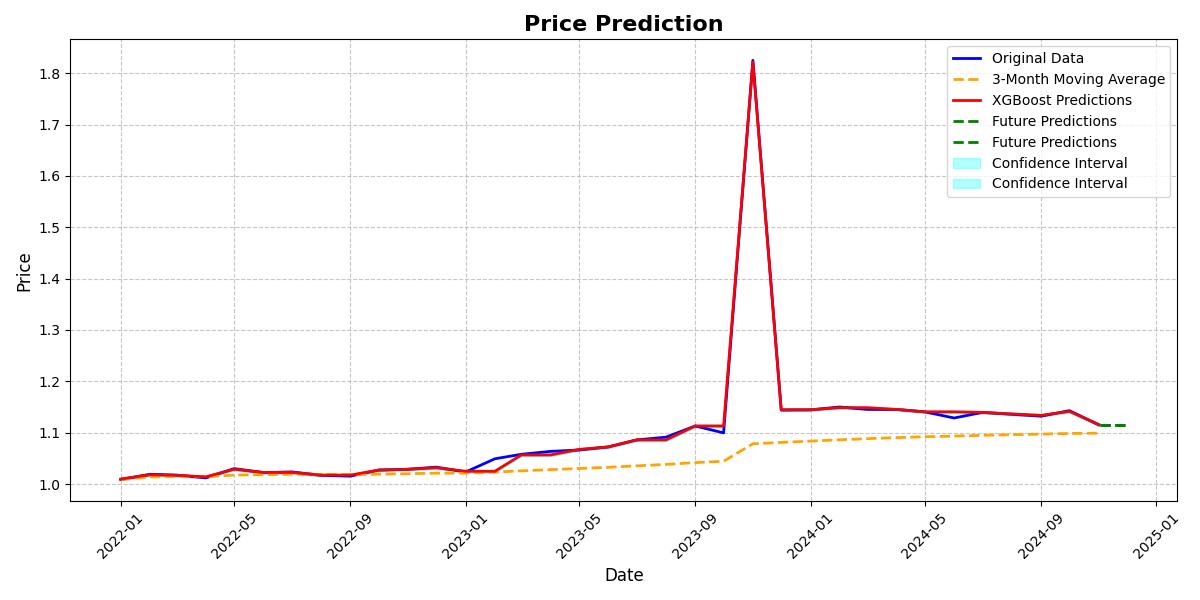 Price Prediction
Original Data
3-Month Moving Average
XGBoost Predictions
Future Predictions
Future Predictions
Confidence Interval
Confidence Interval
Price
1.8
1.7
1.6
1.5
1.4
1.3
1.2
1.1
1.0
2022-01
2022-05
2022-09
2023-01
2023-05
2023-09
2024-01
2024-05
2024-09
2025-01
Date